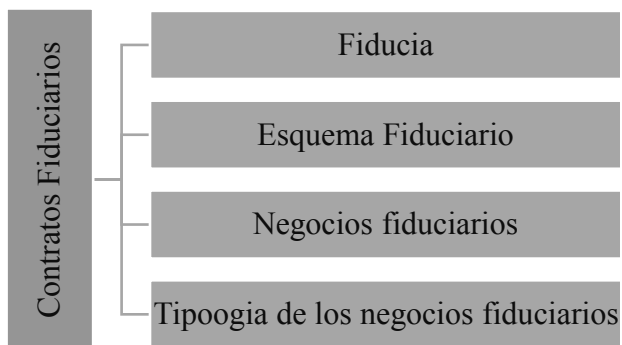 Contratos Fiduciarios
Fiducia
Esquema Fiduciario
Negocios fiduciarios
Tipoogia de los negocios fiduciarios